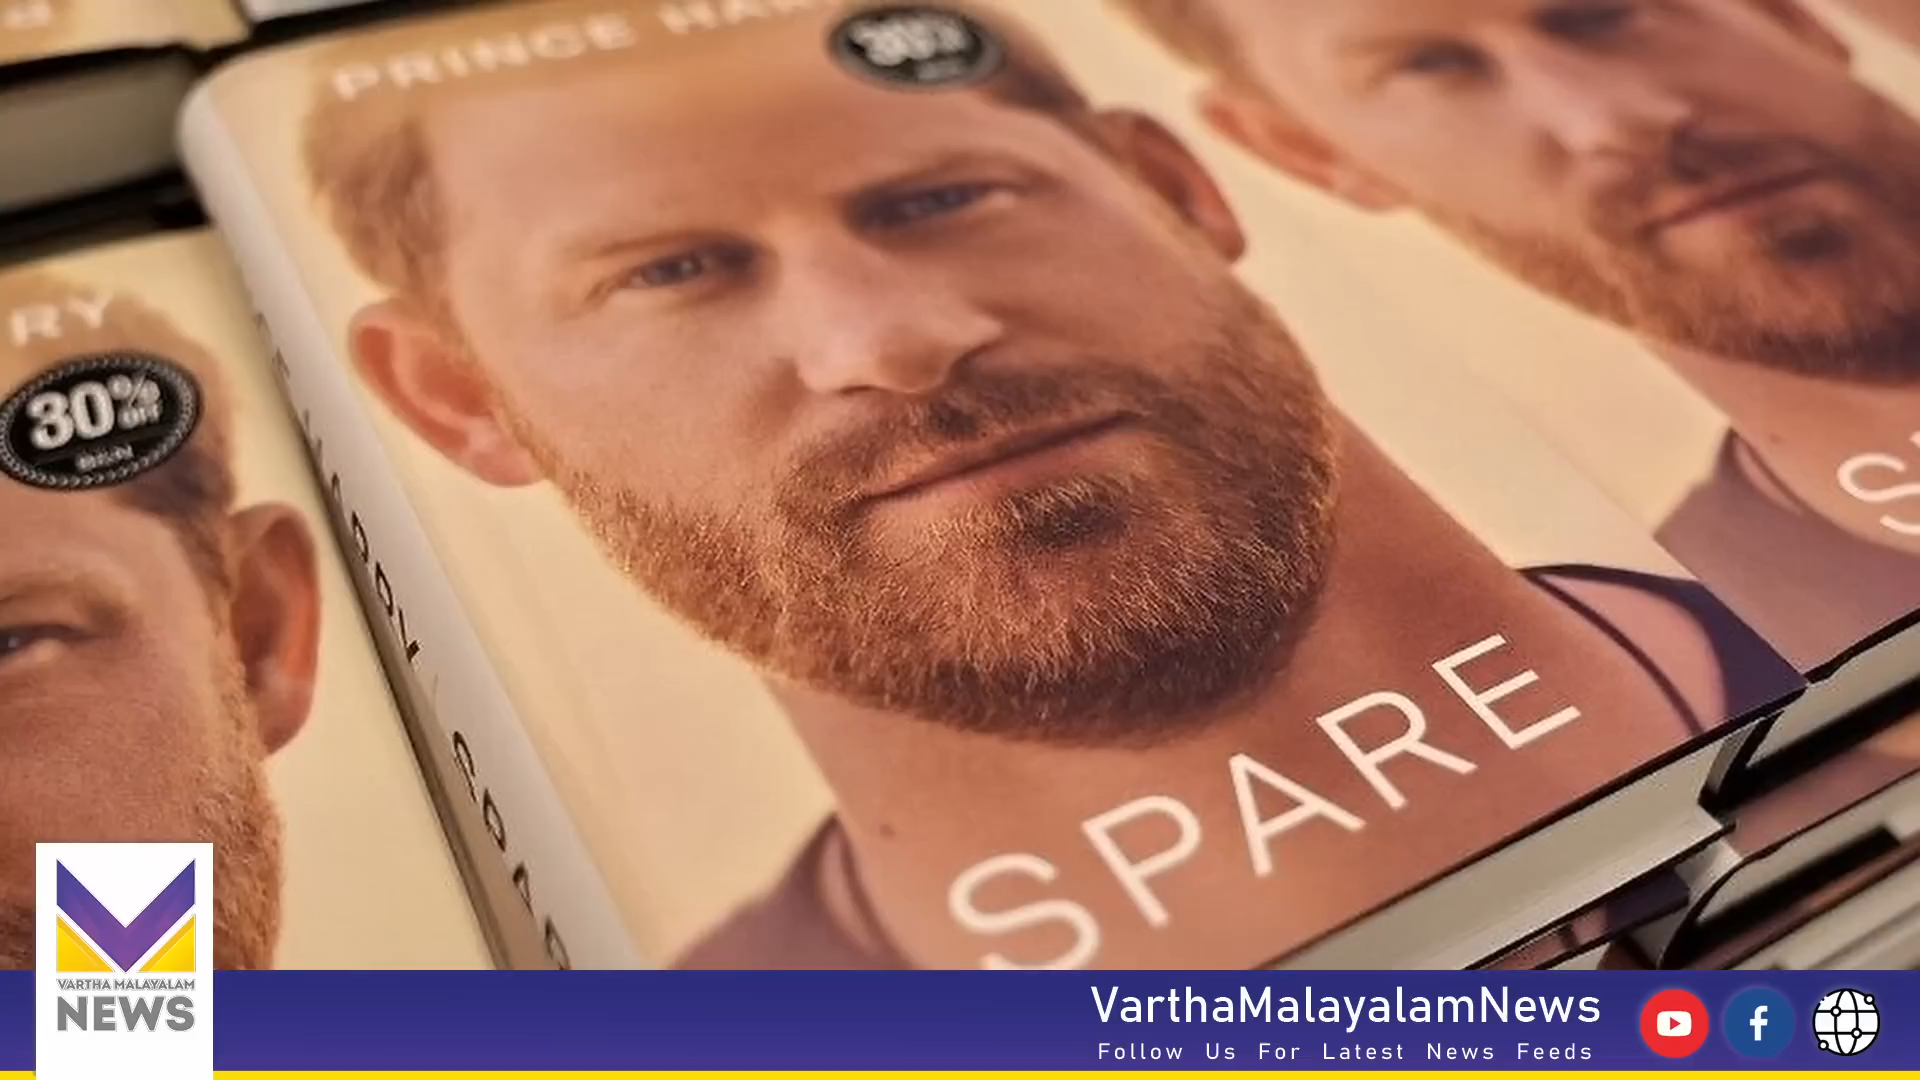 PRINCE HAR
30%
RY
30%
OFF
SPARE
S
VARTHA MALAYALAM
NEWS
VarthaMalayalamNews
Follow Us For Latest News Feeds